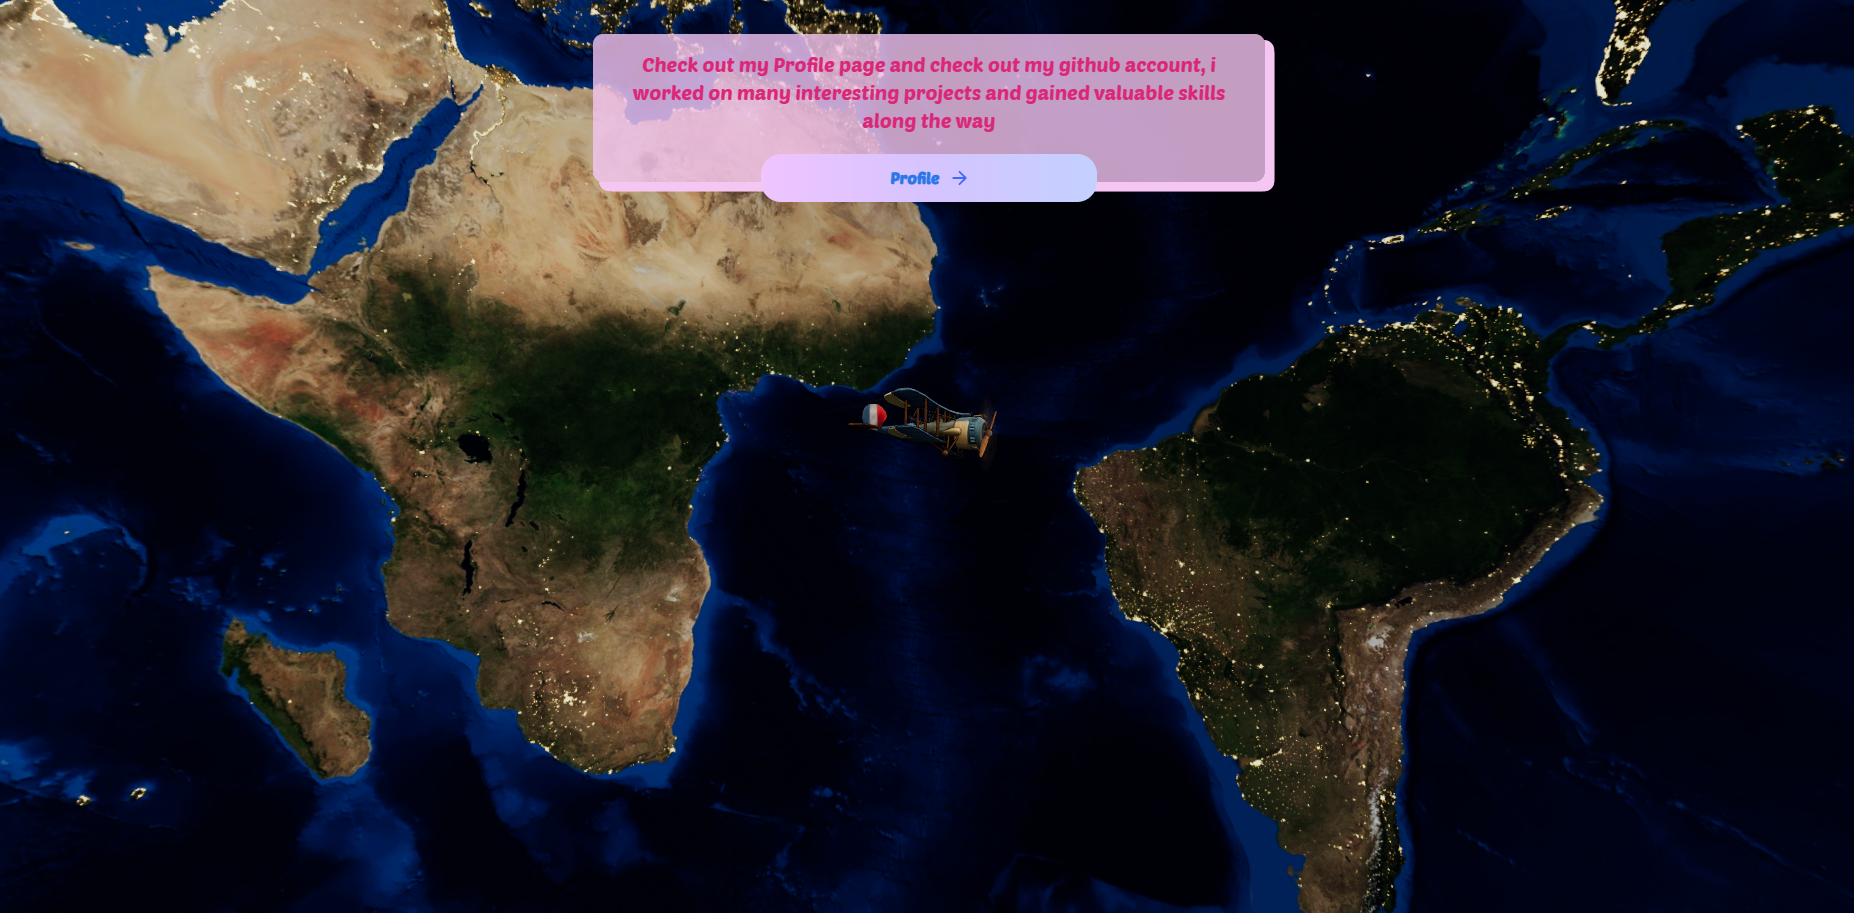 Check out my Profile page and check out my github account, i
worked on many interesting projects and gained valuable skills
along the way
Profile →